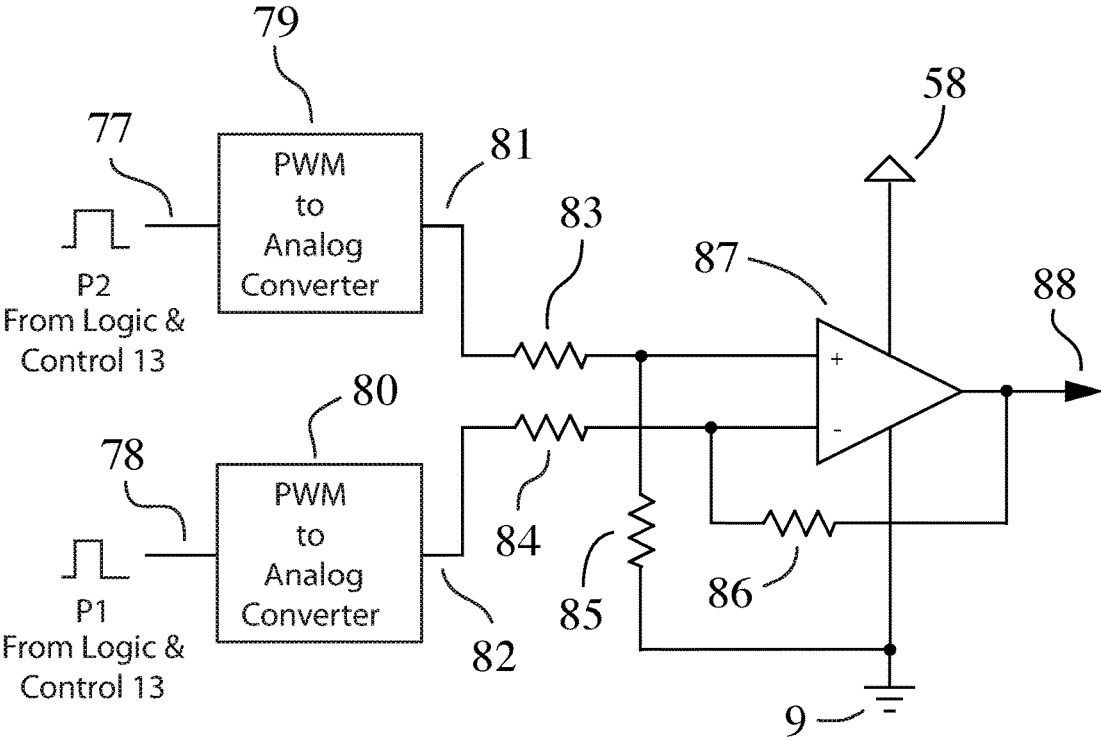 79
58
77
81
PWM
to
Analog
Converter
83
87
88
P2
From Logic &
Control 13
+
80
-
78
PWM
to
Analog
Converter
84
86
85
P1
From Logic &
Control 13
82
9